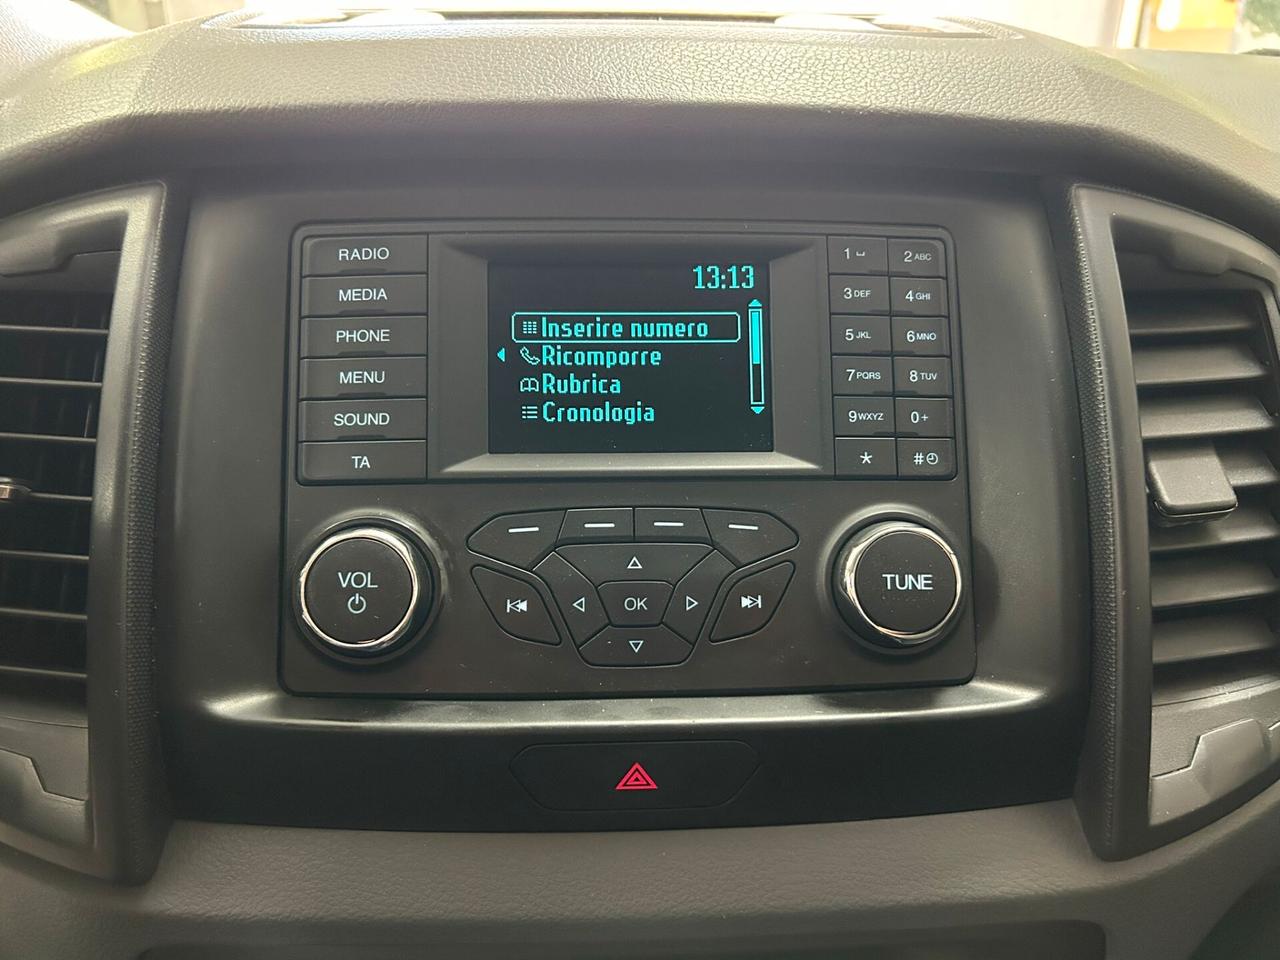 13:13
Inserire numero
Ricomporre
Rubrica
Cronologia
RADIO
MEDIA
PHONE
MENU
SOUND
TA
1 ␣
2 ABC
3 DEF
4 GHI
5 JKL
6 MNO
7 PQRS
8 TUV
9 WXYZ
0 +
*
#
VOL
OK
TUNE